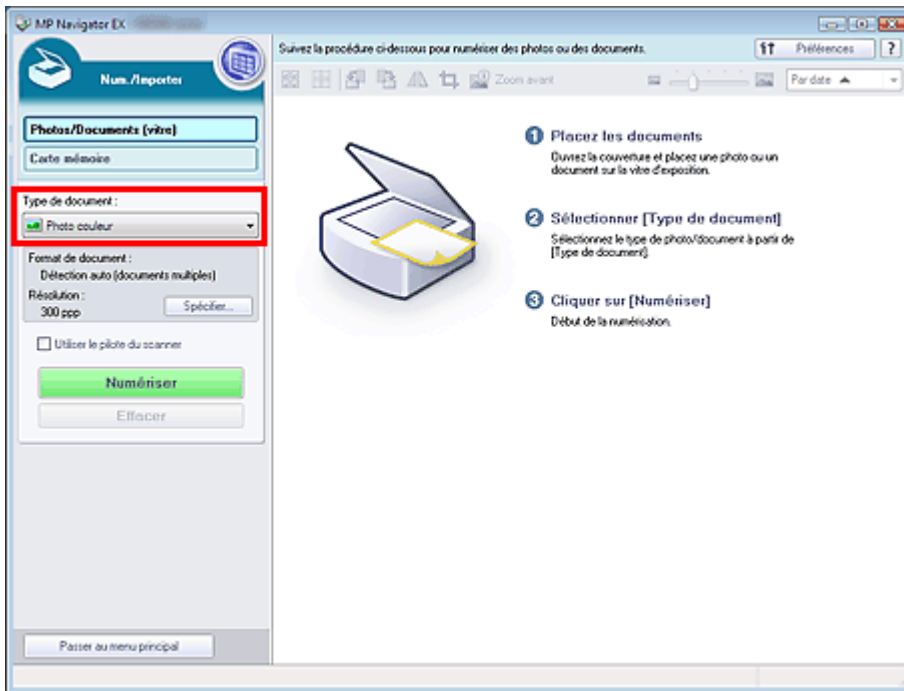 MP Navigator EX
Num./Importer
Photos/Documents (vitre)
Carte mémoire
Type de document :
Photo couleur
Format de document :
Détection auto (documents multiples)
Résolution :
300 ppp
Spécifier...
Utiliser le pilote du scanner
Numériser
Effacer
Passer au menu principal
Suivez la procédure ci-dessous pour numériser des photos ou des documents.
Préférences
?
Zoom avant
Par date
1 Placez les documents
Ouvrez la couverture et placez une photo ou un
document sur la vitre d'exposition.
2 Sélectionner [Type de document]
Sélectionnez le type de photo/document à partir de
[Type de document].
3 Cliquer sur [Numériser]
Début de la numérisation.